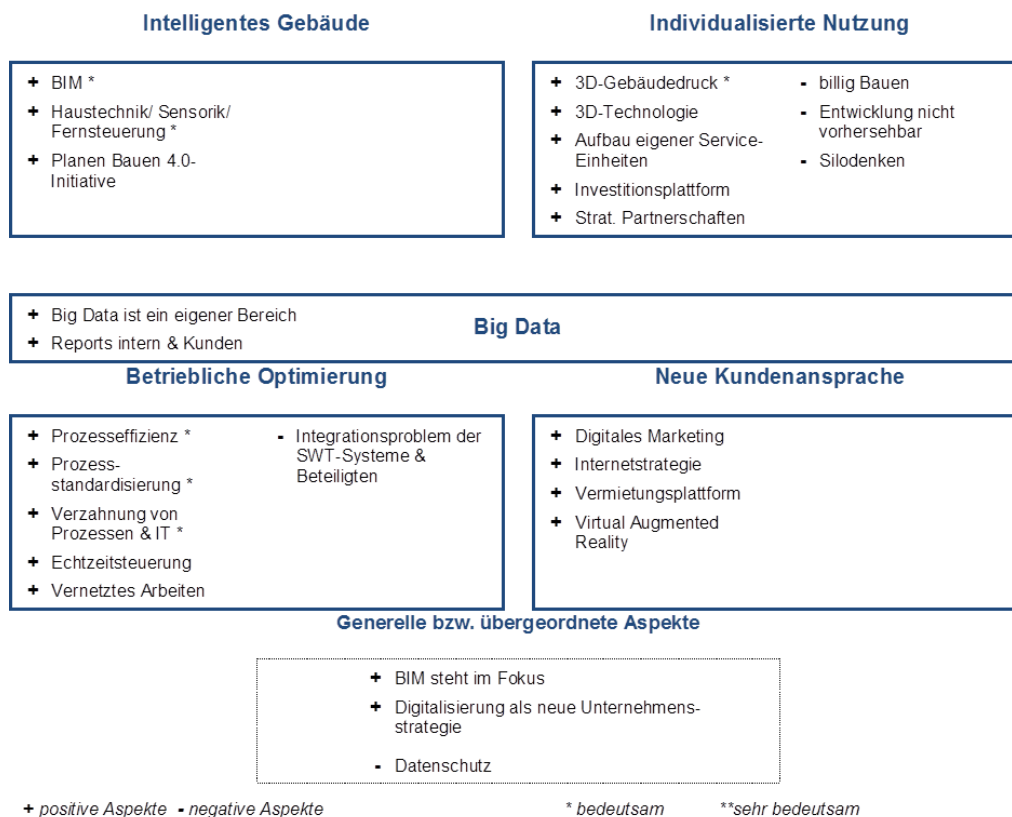 Intelligentes Gebäude
+ BIM *
+ Haustechnik/ Sensorik/
Fernsteuerung *
+ Planen Bauen 4.0-
Initiative
Individualisierte Nutzung
+ 3D-Gebäudedruck *
+ 3D-Technologie
+ Aufbau eigener Service-
Einheiten
+ Investitionsplattform
+ Strat. Partnerschaften
- billig Bauen
- Entwicklung nicht
vorhersehbar
- Silodenken
+ Big Data ist ein eigener Bereich
+ Reports intern & Kunden
Big Data
Betriebliche Optimierung
+ Prozesseffizienz *
+ Prozess-
standardisierung *
+ Verzahnung von
Prozessen & IT *
+ Echtzeitsteuerung
+ Vernetztes Arbeiten
- Integrationsproblem der
SWT-Systeme &
Beteiligten
Neue Kundenansprache
+ Digitales Marketing
+ Internetstrategie
+ Vermietungsplattform
+ Virtual Augmented
Reality
Generelle bzw. übergeordnete Aspekte
+ BIM steht im Fokus
+ Digitalisierung als neue Unternehmens-
strategie
- Datenschutz
+ positive Aspekte - negative Aspekte * bedeutsam **sehr bedeutsam